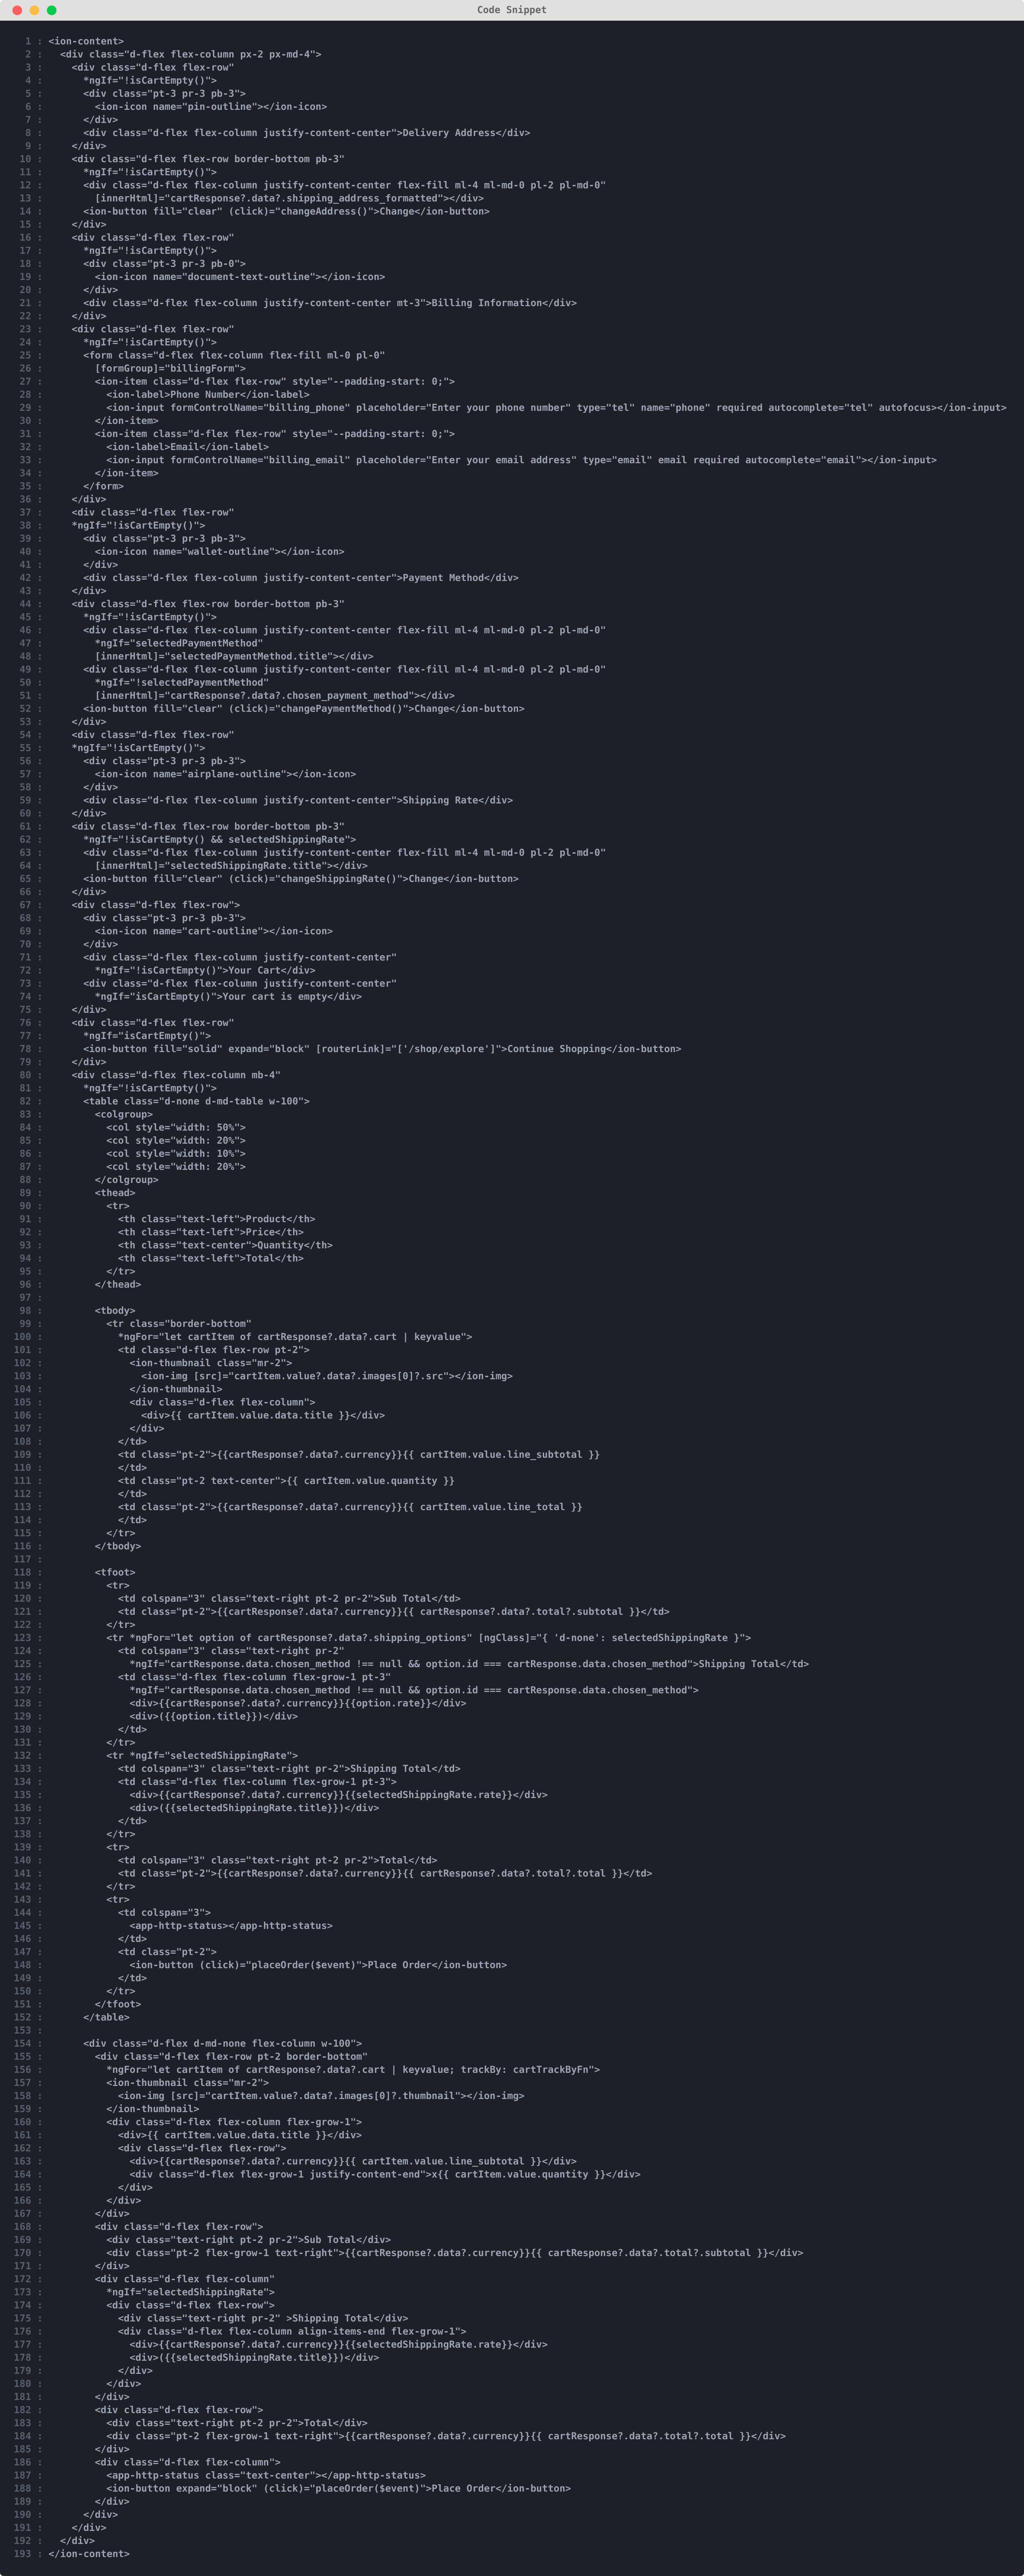 Code Snippet
1 : <ion-content>
2 :   <div class="d-flex flex-column px-2 px-md-4">
3 :     <div class="d-flex flex-row"
4 :       *ngIf="!isCartEmpty()">
5 :       <div class="pt-3 pr-3 pb-3">
6 :         <ion-icon name="pin-outline"></ion-icon>
7 :       </div>
8 :       <div class="d-flex flex-column justify-content-center">Delivery Address</div>
9 :     </div>
10 :     <div class="d-flex flex-row border-bottom pb-3"
11 :       *ngIf="!isCartEmpty()">
12 :       <div class="d-flex flex-column justify-content-center flex-fill ml-4 ml-md-0 pl-2 pl-md-0"
13 :         [innerHtml]="cartResponse?.data?.shipping_address_formatted"></div>
14 :       <ion-button fill="clear" (click)="changeAddress()">Change</ion-button>
15 :     </div>
16 :     <div class="d-flex flex-row"
17 :       *ngIf="!isCartEmpty()">
18 :       <div class="pt-3 pr-3 pb-0">
19 :         <ion-icon name="document-text-outline"></ion-icon>
20 :       </div>
21 :       <div class="d-flex flex-column justify-content-center mt-3">Billing Information</div>
22 :     </div>
23 :     <div class="d-flex flex-row"
24 :       *ngIf="!isCartEmpty()">
25 :       <form class="d-flex flex-column flex-fill ml-0 pl-0"
26 :         [formGroup]="billingForm">
27 :         <ion-item class="d-flex flex-row" style="--padding-start: 0;">
28 :           <ion-label>Phone Number</ion-label>
29 :           <ion-input formControlName="billing_phone" placeholder="Enter your phone number" type="tel" name="phone" required autocomplete="tel" autofocus></ion-input>
30 :         </ion-item>
31 :         <ion-item class="d-flex flex-row" style="--padding-start: 0;">
32 :           <ion-label>Email</ion-label>
33 :           <ion-input formControlName="billing_email" placeholder="Enter your email address" type="email" email required autocomplete="email"></ion-input>
34 :         </ion-item>
35 :       </form>
36 :     </div>
37 :     <div class="d-flex flex-row"
38 :     *ngIf="!isCartEmpty()">
39 :       <div class="pt-3 pr-3 pb-3">
40 :         <ion-icon name="wallet-outline"></ion-icon>
41 :       </div>
42 :       <div class="d-flex flex-column justify-content-center">Payment Method</div>
43 :     </div>
44 :     <div class="d-flex flex-row border-bottom pb-3"
45 :       *ngIf="!isCartEmpty()">
46 :       <div class="d-flex flex-column justify-content-center flex-fill ml-4 ml-md-0 pl-2 pl-md-0"
47 :         *ngIf="selectedPaymentMethod"
48 :         [innerHtml]="selectedPaymentMethod.title"></div>
49 :       <div class="d-flex flex-column justify-content-center flex-fill ml-4 ml-md-0 pl-2 pl-md-0"
50 :         *ngIf="!selectedPaymentMethod"
51 :         [innerHtml]="cartResponse?.data?.chosen_payment_method"></div>
52 :       <ion-button fill="clear" (click)="changePaymentMethod()">Change</ion-button>
53 :     </div>
54 :     <div class="d-flex flex-row"
55 :     *ngIf="!isCartEmpty()">
56 :       <div class="pt-3 pr-3 pb-3">
57 :         <ion-icon name="airplane-outline"></ion-icon>
58 :       </div>
59 :       <div class="d-flex flex-column justify-content-center">Shipping Rate</div>
60 :     </div>
61 :     <div class="d-flex flex-row border-bottom pb-3"
62 :       *ngIf="!isCartEmpty() && selectedShippingRate">
63 :       <div class="d-flex flex-column justify-content-center flex-fill ml-4 ml-md-0 pl-2 pl-md-0"
64 :         [innerHtml]="selectedShippingRate.title"></div>
65 :       <ion-button fill="clear" (click)="changeShippingRate()">Change</ion-button>
66 :     </div>
67 :     <div class="d-flex flex-row">
68 :       <div class="pt-3 pr-3 pb-3">
69 :         <ion-icon name="cart-outline"></ion-icon>
70 :       </div>
71 :       <div class="d-flex flex-column justify-content-center"
72 :         *ngIf="!isCartEmpty()">Your Cart</div>
73 :       <div class="d-flex flex-column justify-content-center"
74 :         *ngIf="isCartEmpty()">Your cart is empty</div>
75 :     </div>
76 :     <div class="d-flex flex-row"
77 :       *ngIf="isCartEmpty()">
78 :       <ion-button fill="solid" expand="block" [routerLink]="['/shop/explore']">Continue Shopping</ion-button>
79 :     </div>
80 :     <div class="d-flex flex-column mb-4"
81 :       *ngIf="!isCartEmpty()">
82 :       <table class="d-none d-md-table w-100">
83 :         <colgroup>
84 :           <col style="width: 50%">
85 :           <col style="width: 20%">
86 :           <col style="width: 10%">
87 :           <col style="width: 20%">
88 :         </colgroup>
89 :         <thead>
90 :           <tr>
91 :             <th class="text-left">Product</th>
92 :             <th class="text-left">Price</th>
93 :             <th class="text-center">Quantity</th>
94 :             <th class="text-left">Total</th>
95 :           </tr>
96 :         </thead>
97 :
98 :         <tbody>
99 :           <tr class="border-bottom"
100 :             *ngFor="let cartItem of cartResponse?.data?.cart | keyvalue">
101 :             <td class="d-flex flex-row pt-2">
102 :               <ion-thumbnail class="mr-2">
103 :                 <ion-img [src]="cartItem.value?.data?.images[0]?.src"></ion-img>
104 :               </ion-thumbnail>
105 :               <div class="d-flex flex-column">
106 :                 <div>{{ cartItem.value.data.title }}</div>
107 :               </div>
108 :             </td>
109 :             <td class="pt-2">{{cartResponse?.data?.currency}}{{ cartItem.value.line_subtotal }}
110 :             </td>
111 :             <td class="pt-2 text-center">{{ cartItem.value.quantity }}
112 :             </td>
113 :             <td class="pt-2">{{cartResponse?.data?.currency}}{{ cartItem.value.line_total }}
114 :             </td>
115 :           </tr>
116 :         </tbody>
117 :
118 :         <tfoot>
119 :           <tr>
120 :             <td colspan="3" class="text-right pt-2 pr-2">Sub Total</td>
121 :             <td class="pt-2">{{cartResponse?.data?.currency}}{{ cartResponse?.data?.total?.subtotal }}</td>
122 :           </tr>
123 :           <tr *ngFor="let option of cartResponse?.data?.shipping_options" [ngClass]="{ 'd-none': selectedShippingRate }">
124 :             <td colspan="3" class="text-right pr-2"
125 :               *ngIf="cartResponse.data.chosen_method !== null && option.id === cartResponse.data.chosen_method">Shipping Total</td>
126 :             <td class="d-flex flex-column flex-grow-1 pt-3"
127 :               *ngIf="cartResponse.data.chosen_method !== null && option.id === cartResponse.data.chosen_method">
128 :               <div>{{cartResponse?.data?.currency}}{{option.rate}}</div>
129 :               <div>({{option.title}})</div>
130 :             </td>
131 :           </tr>
132 :           <tr *ngIf="selectedShippingRate">
133 :             <td colspan="3" class="text-right pr-2">Shipping Total</td>
134 :             <td class="d-flex flex-column flex-grow-1 pt-3">
135 :               <div>{{cartResponse?.data?.currency}}{{selectedShippingRate.rate}}</div>
136 :               <div>({{selectedShippingRate.title}})</div>
137 :             </td>
138 :           </tr>
139 :           <tr>
140 :             <td colspan="3" class="text-right pt-2 pr-2">Total</td>
141 :             <td class="pt-2">{{cartResponse?.data?.currency}}{{ cartResponse?.data?.total?.total }}</td>
142 :           </tr>
143 :           <tr>
144 :             <td colspan="3">
145 :               <app-http-status></app-http-status>
146 :             </td>
147 :             <td class="pt-2">
148 :               <ion-button (click)="placeOrder($event)">Place Order</ion-button>
149 :             </td>
150 :           </tr>
151 :         </tfoot>
152 :       </table>
153 :
154 :       <div class="d-flex d-md-none flex-column w-100">
155 :         <div class="d-flex flex-row pt-2 border-bottom"
156 :           *ngFor="let cartItem of cartResponse?.data?.cart | keyvalue; trackBy: cartTrackByFn">
157 :           <ion-thumbnail class="mr-2">
158 :             <ion-img [src]="cartItem.value?.data?.images[0]?.thumbnail"></ion-img>
159 :           </ion-thumbnail>
160 :           <div class="d-flex flex-column flex-grow-1">
161 :             <div>{{ cartItem.value.data.title }}</div>
162 :             <div class="d-flex flex-row">
163 :               <div>{{cartResponse?.data?.currency}}{{ cartItem.value.line_subtotal }}</div>
164 :               <div class="d-flex flex-grow-1 justify-content-end">x{{ cartItem.value.quantity }}</div>
165 :             </div>
166 :           </div>
167 :         </div>
168 :         <div class="d-flex flex-row">
169 :           <div class="text-right pt-2 pr-2">Sub Total</div>
170 :           <div class="pt-2 flex-grow-1 text-right">{{cartResponse?.data?.currency}}{{ cartResponse?.data?.total?.subtotal }}</div>
171 :         </div>
172 :         <div class="d-flex flex-column"
173 :           *ngIf="selectedShippingRate">
174 :           <div class="d-flex flex-row">
175 :             <div class="text-right pr-2" >Shipping Total</div>
176 :             <div class="d-flex flex-column align-items-end flex-grow-1">
177 :               <div>{{cartResponse?.data?.currency}}{{selectedShippingRate.rate}}</div>
178 :               <div>({{selectedShippingRate.title}})</div>
179 :             </div>
180 :           </div>
181 :         </div>
182 :         <div class="d-flex flex-row">
183 :           <div class="text-right pt-2 pr-2">Total</div>
184 :           <div class="pt-2 flex-grow-1 text-right">{{cartResponse?.data?.currency}}{{ cartResponse?.data?.total?.total }}</div>
185 :         </div>
186 :         <div class="d-flex flex-column">
187 :           <app-http-status class="text-center"></app-http-status>
188 :           <ion-button expand="block" (click)="placeOrder($event)">Place Order</ion-button>
189 :         </div>
190 :       </div>
191 :     </div>
192 :   </div>
193 : </ion-content>